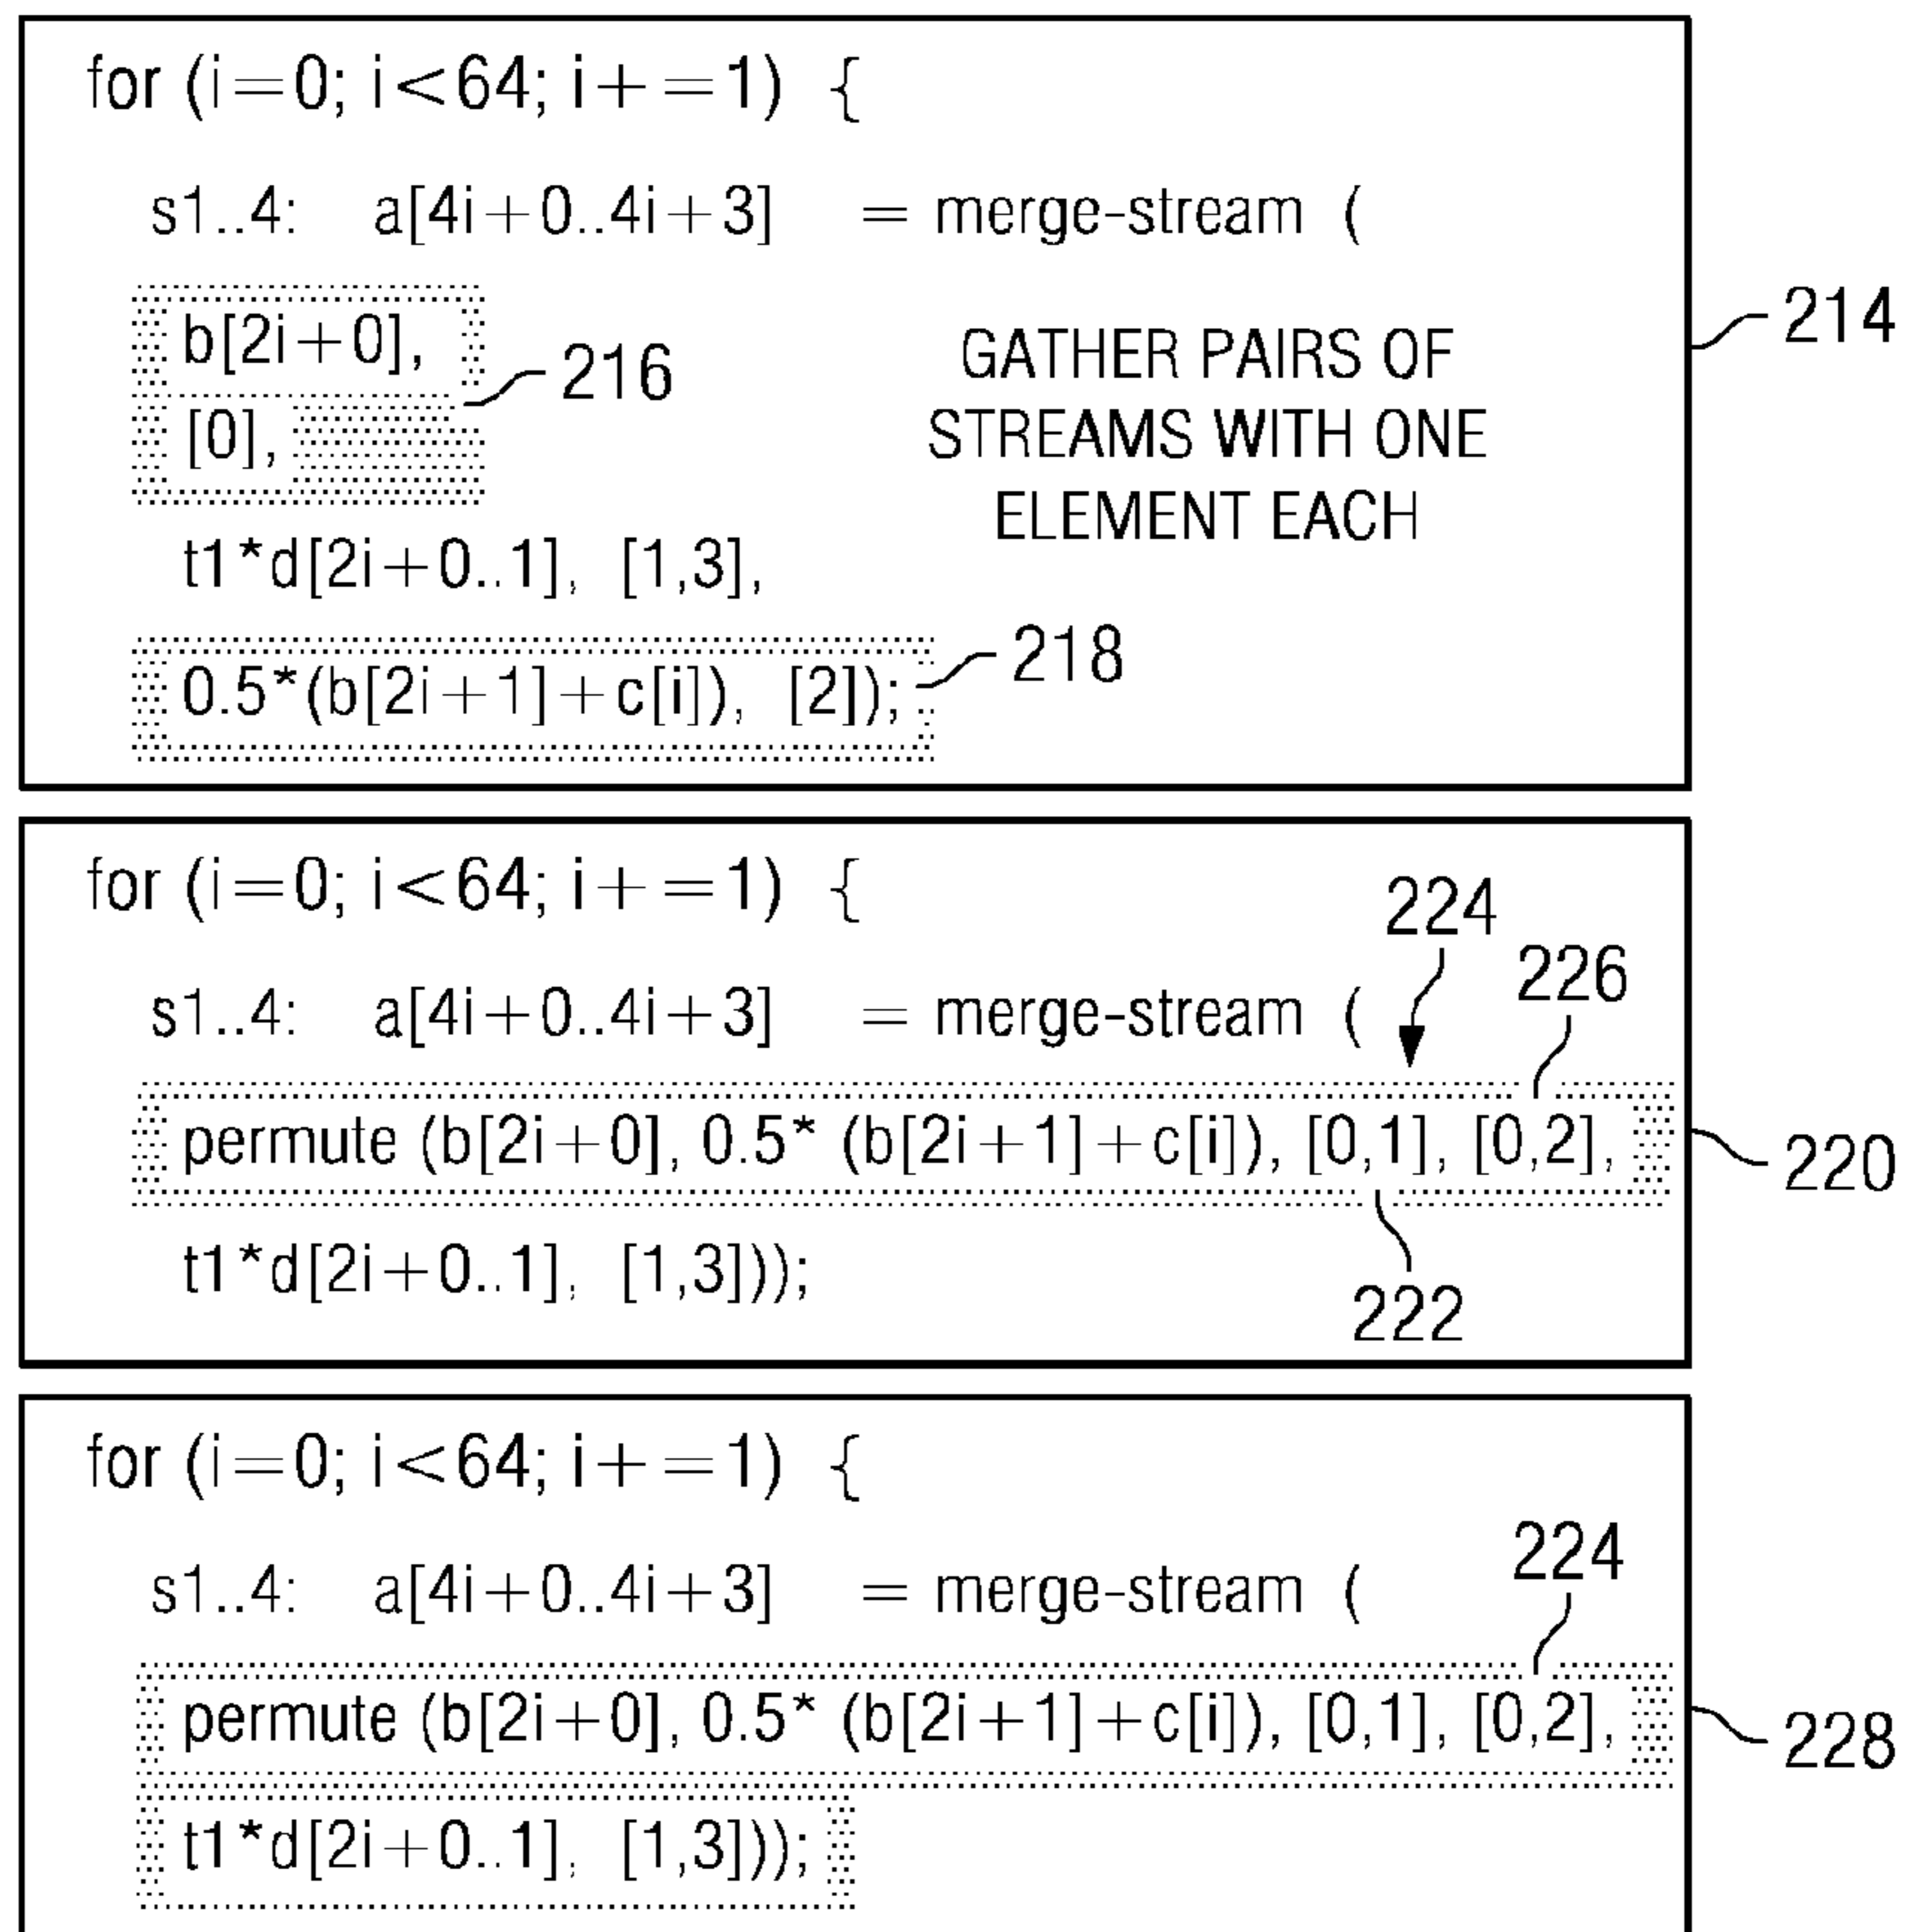 for (i=0; i<64; i+=1) {
s1..4: a[4i+0..4i+3] = merge-stream (
b[2i+0],
[0],
216
GATHER PAIRS OF
STREAMS WITH ONE
ELEMENT EACH
214
t1*d[2i+0..1], [1,3],
0.5*(b[2i+1]+c[i]), [2]);
218
for (i=0; i<64; i+=1) {
224
226
s1..4: a[4i+0..4i+3] = merge-stream (
permute (b[2i+0], 0.5* (b[2i+1]+c[i]), [0,1], [0,2],
220
t1*d[2i+0..1], [1,3]));
222
for (i=0; i<64; i+=1) {
224
s1..4: a[4i+0..4i+3] = merge-stream (
permute (b[2i+0], 0.5* (b[2i+1]+c[i]), [0,1], [0,2],
228
t1*d[2i+0..1], [1,3]));